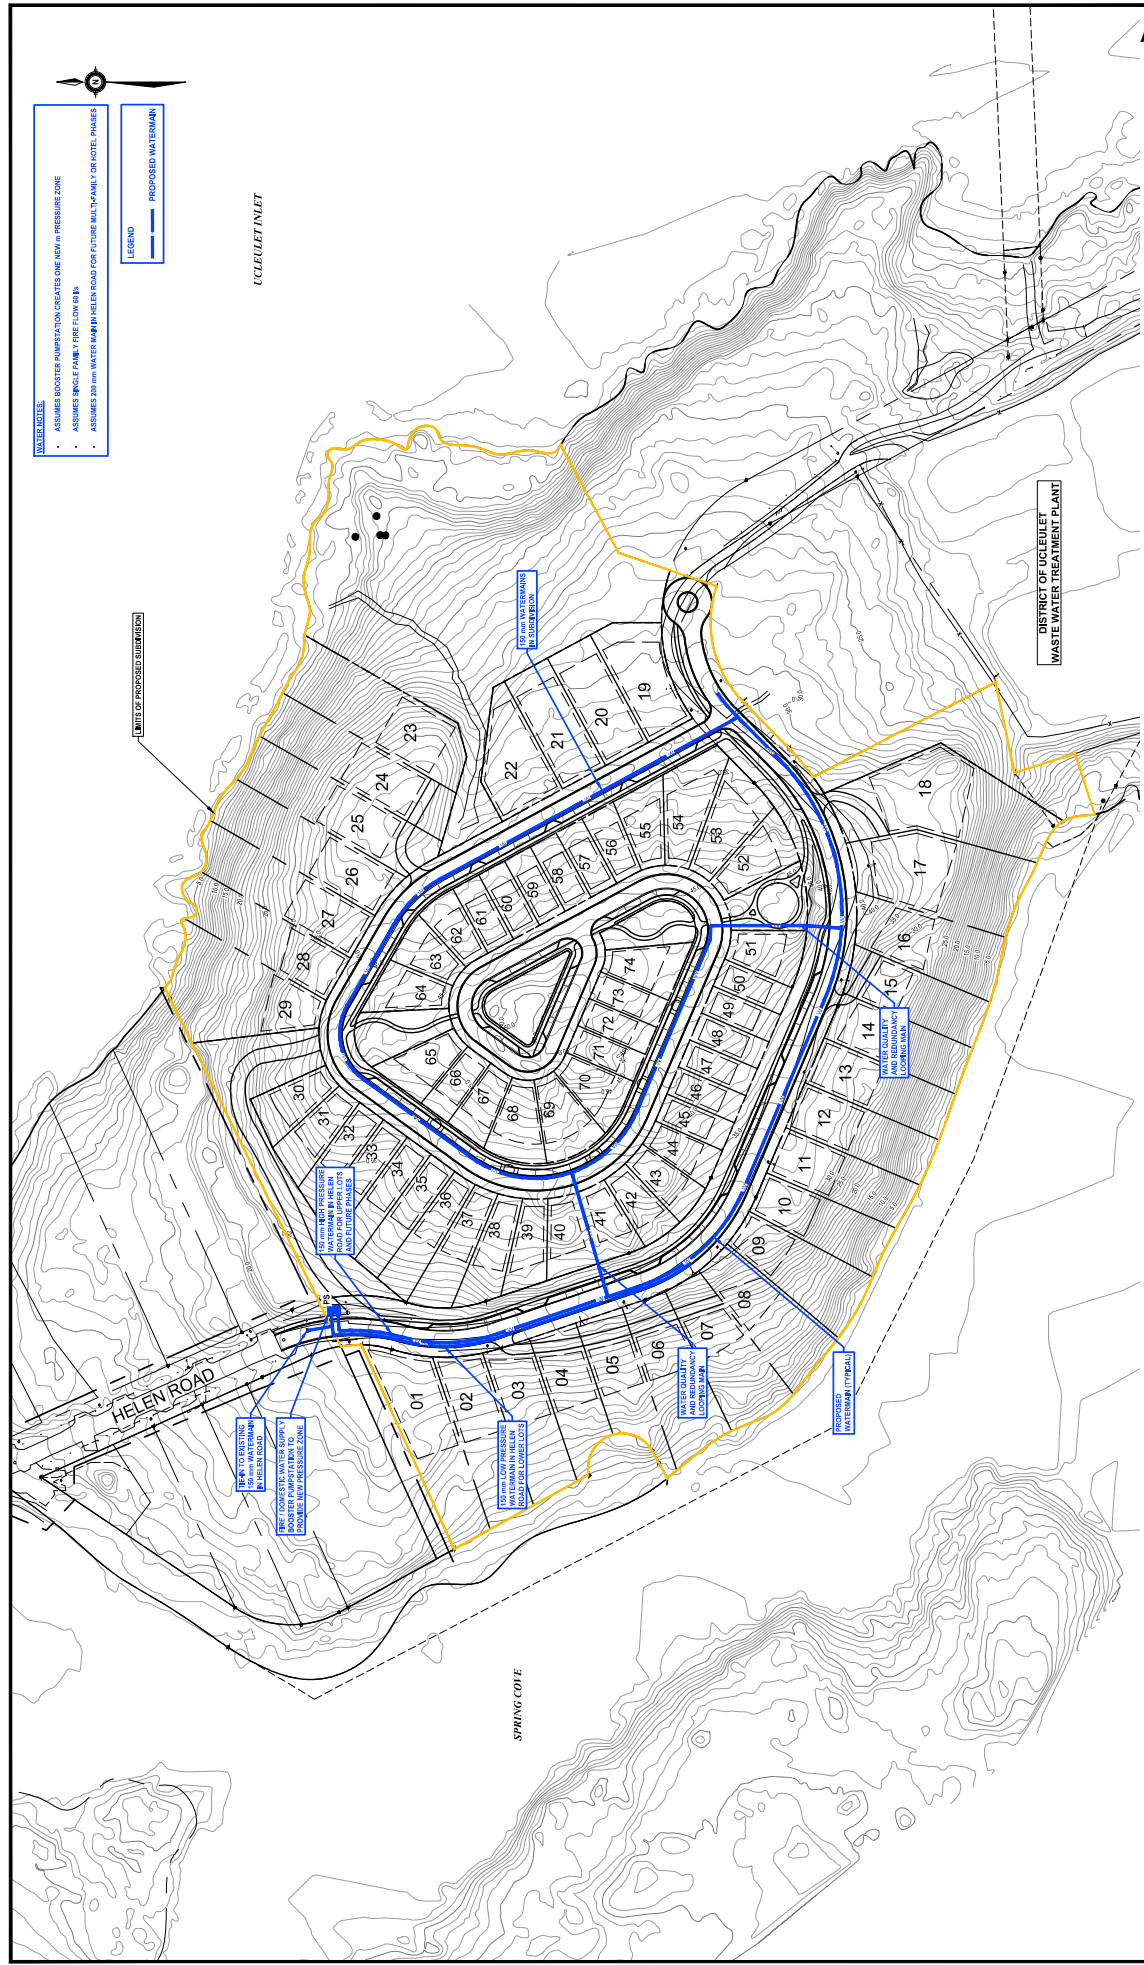 WATER NOTES:
· ASSUMES BOOSTER PUMPSTATION CREATES ONE NEW m PRESSURE ZONE
· ASSUMES SINGLE FAMILY FIRE FLOW 60 l/s
· ASSUMES 200 mm WATER MAIN IN HELEN ROAD FOR FUTURE MULTI-FAMILY OR HOTEL PHASES
LEGEND
PROPOSED WATERMAIN
N
UCLEULET INLET
LIMITS OF PROPOSED SUBDIVISION
150 mm WATERMAINS
IN SUBDIVISION
DISTRICT OF UCLEULET
WASTE WATER TREATMENT PLANT
150 mm HIGH PRESSURE
WATERMAIN IN HELEN
ROAD FOR UPPER LOTS
AND FUTURE PHASES
PS
HELEN ROAD
TIE-IN TO EXISTING
150 mm WATERMAIN
IN HELEN ROAD
FIRE / DOMESTIC WATER SUPPLY
BOOSTER PUMPSTATION TO
PROVIDE NEW PRESSURE ZONE
150 mm LOW PRESSURE
WATERMAIN IN HELEN
ROAD FOR LOWER LOTS
WATER QUALITY
AND REDUNDANCY
LOOPING MAIN
PROPOSED
WATERMAIN (TYPICAL)
WATER QUALITY
AND REDUNDANCY
LOOPING MAIN
SPRING COVE
01
02
03
04
05
06
07
08
09
10
11
12
13
14
15
16
17
18
19
20
21
22
23
24
25
26
27
28
29
30
31
32
33
34
35
36
37
38
39
40
41
42
43
44
45
46
47
48
49
50
51
52
53
54
55
56
57
58
59
60
61
62
63
64
65
66
67
68
69
70
71
72
73
74